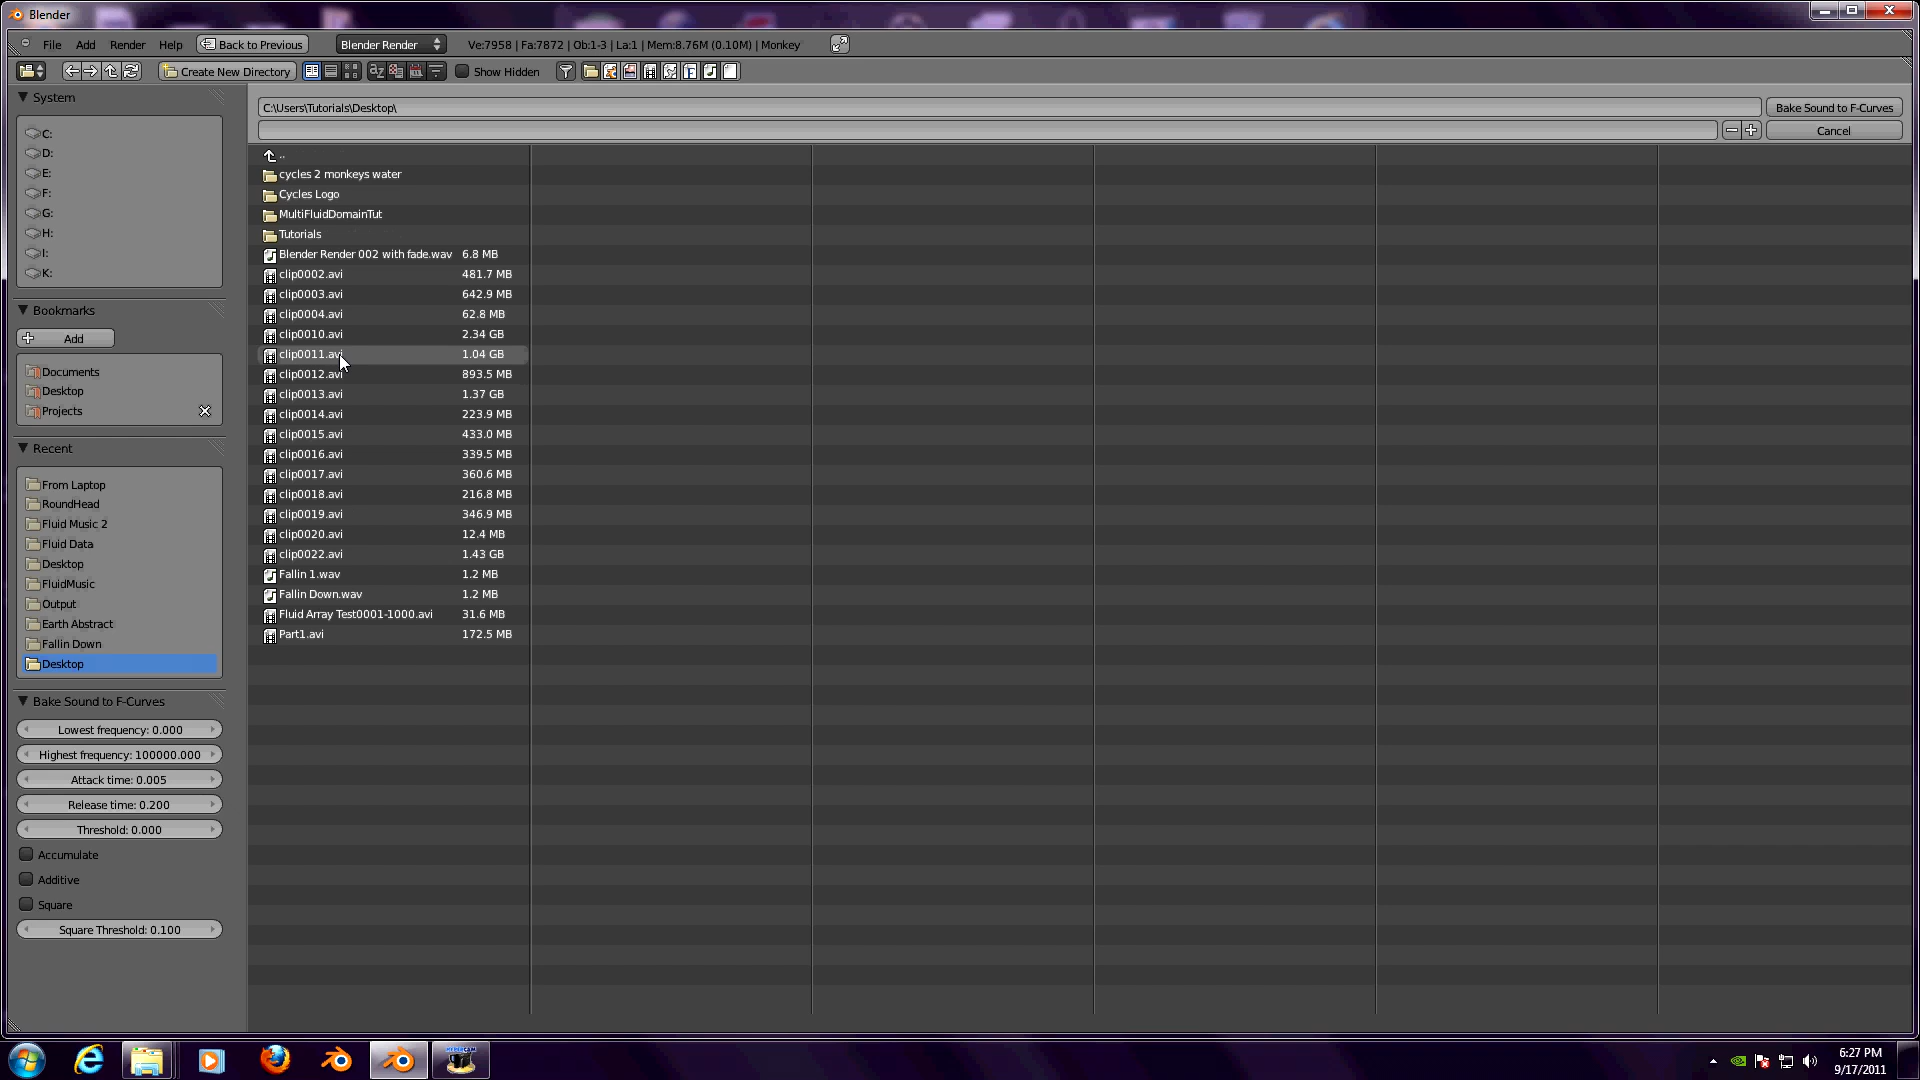 Blender
File Add Render Help Back to Previous Blender Render Ve:7958 | Fa:7872 | Ob:1-3 | La:1 | Mem:8.76M (0.10M) | Monkey
Create New Directory Show Hidden
System
C:
D:
E:
F:
G:
H:
I:
K:
Bookmarks
Add
Documents
Desktop
Projects
Recent
From Laptop
RoundHead
Fluid Music 2
Fluid Data
Desktop
FluidMusic
Output
Earth Abstract
Fallin Down
Desktop
Bake Sound to F-Curves
Lowest frequency: 0.000
Highest frequency: 100000.000
Attack time: 0.005
Release time: 0.200
Threshold: 0.000
Accumulate
Additive
Square
Square Threshold: 0.100
C:\Users\Tutorials\Desktop\ Bake Sound to F-Curves
Cancel
..
cycles 2 monkeys water
Cycles Logo
MultiFluidDomainTut
Tutorials
Blender Render 002 with fade.wav 6.8 MB
clip0002.avi 481.7 MB
clip0003.avi 642.9 MB
clip0004.avi 62.8 MB
clip0010.avi 2.34 GB
clip0011.avi 1.04 GB
clip0012.avi 893.5 MB
clip0013.avi 1.37 GB
clip0014.avi 223.9 MB
clip0015.avi 433.0 MB
clip0016.avi 339.5 MB
clip0017.avi 360.6 MB
clip0018.avi 216.8 MB
clip0019.avi 346.9 MB
clip0020.avi 12.4 MB
clip0022.avi 1.43 GB
Fallin 1.wav 1.2 MB
Fallin Down.wav 1.2 MB
Fluid Array Test0001-1000.avi 31.6 MB
Part1.avi 172.5 MB
6:27 PM
9/17/2011